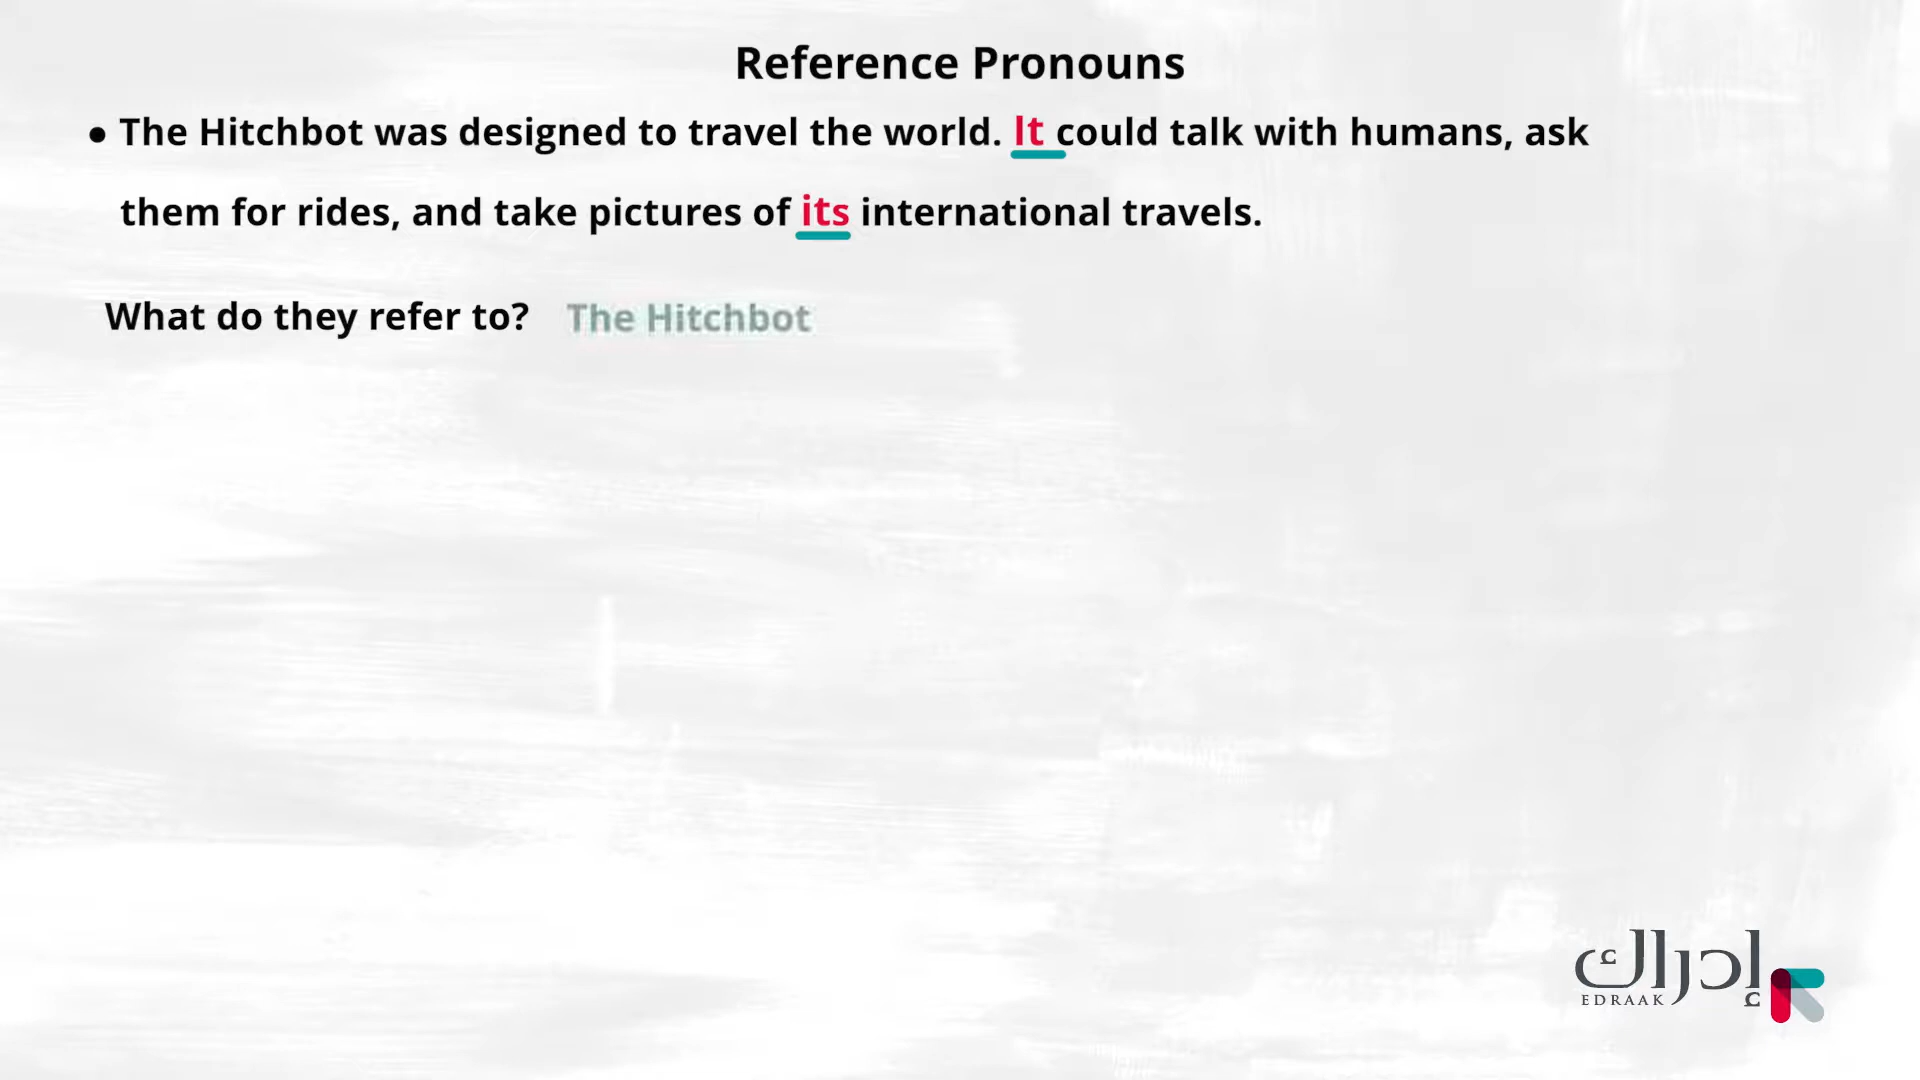 Reference Pronouns
• The Hitchbot was designed to travel the world. It could talk with humans, ask
them for rides, and take pictures of its international travels.
What do they refer to? The Hitchbot
إدراك
EDRAAK